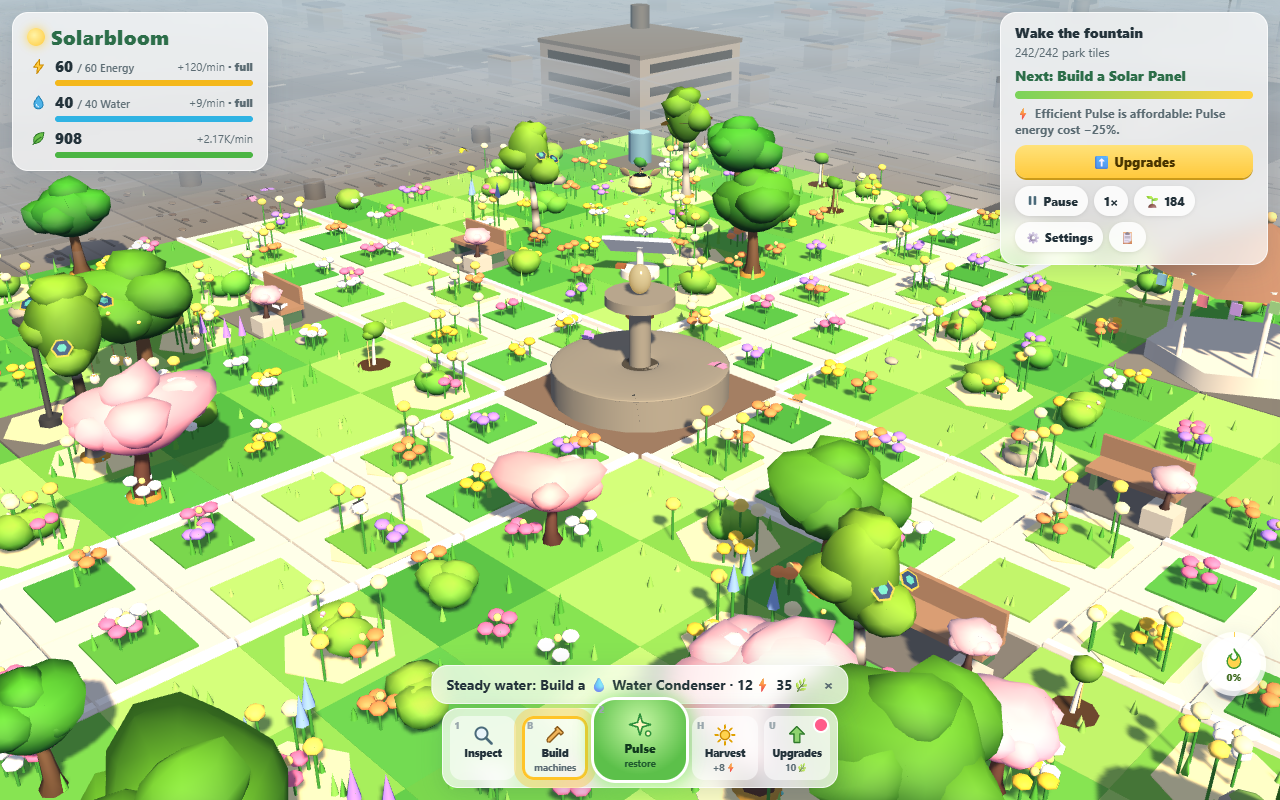 Solarbloom
60 / 60 Energy +120/min • full
40 / 40 Water +9/min • full
908 +2.17K/min
Wake the fountain
242/242 park tiles
Next: Build a Solar Panel
Efficient Pulse is affordable: Pulse
energy cost −25%.
Upgrades
Pause
1×
184
Settings
0%
Steady water: Build a Water Condenser · 12 35 ×
1
Inspect
B
Build
machines
Pulse
restore
H
Harvest
+8
U
Upgrades
10